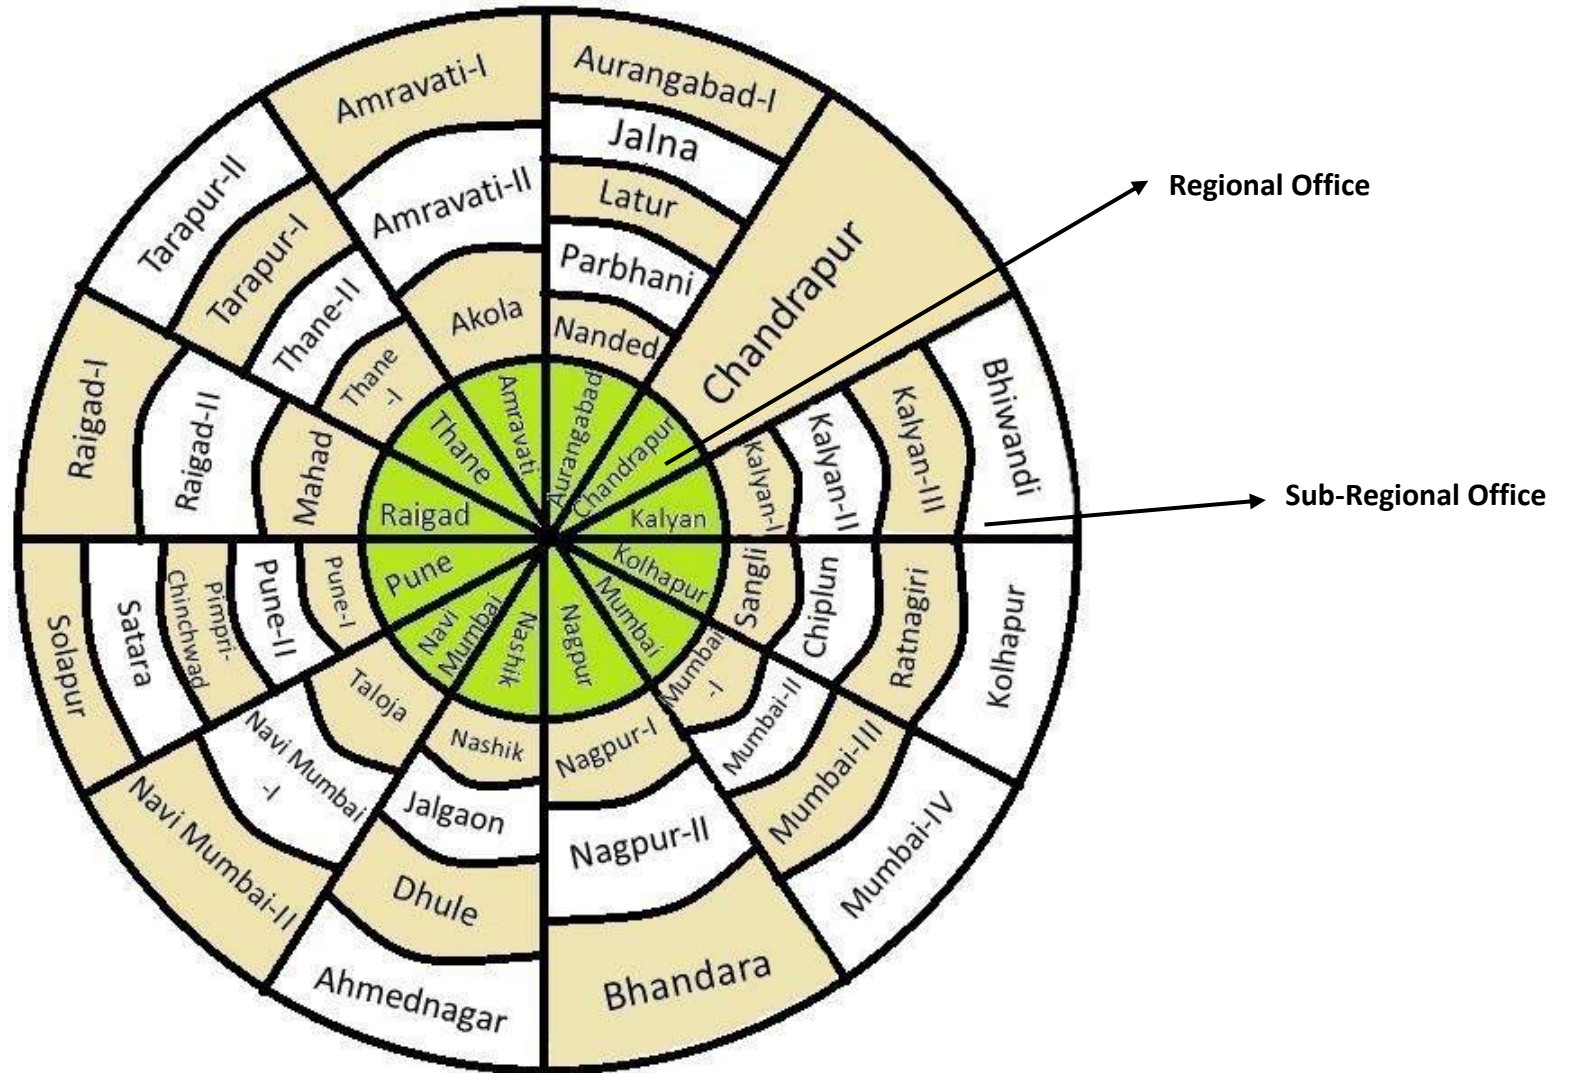 Aurangabad-I
Jalna
Latur
Parbhani
Nanded
Aurangabad
Chandrapur
Chandrapur
Regional Office
Bhiwandi
Kalyan-III
Kalyan-II
Kalyan-I
Kalyan
Sub-Regional Office
Kolhapur
Ratnagiri
Chiplun
Sangli
Kolhapur
Mumbai-IV
Mumbai-III
Mumbai-II
Mumbai
-I
Mumbai
Bhandara
Nagpur-II
Nagpur-I
Nagpur
Ahmednagar
Dhule
Jalgaon
Nashik
Nashik
Navi Mumbai-II
Navi Mumbai
-I
Taloja
Navi
Mumbai
Solapur
Satara
Pimpri-
Chinchwad
Pune-II
Pune-I
Pune
Raigad-I
Raigad-II
Mahad
Raigad
Tarapur-II
Tarapur-I
Thane-II
Thane
-I
Thane
Amravati-I
Amravati-II
Akola
Amravati